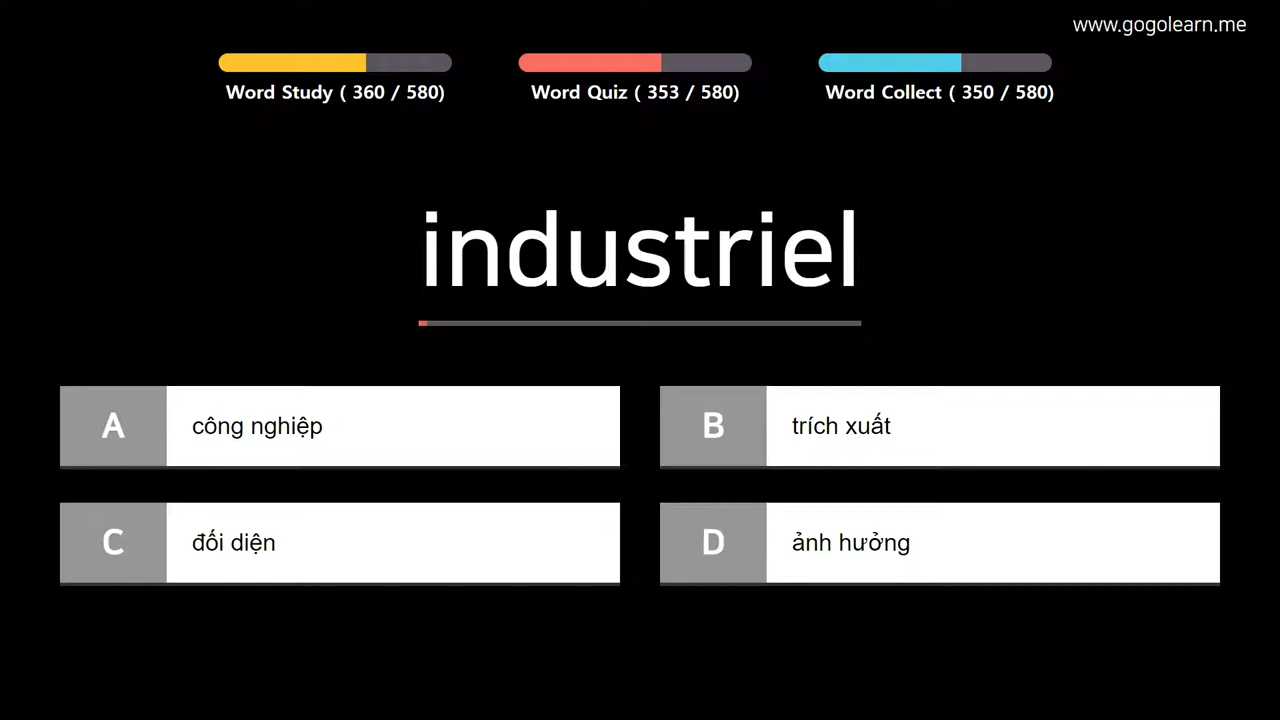 www.gogolearn.me
Word Study ( 360 / 580)
Word Quiz ( 353 / 580)
Word Collect ( 350 / 580)
industriel
A công nghiệp
B trích xuất
C đối diện
D ảnh hưởng